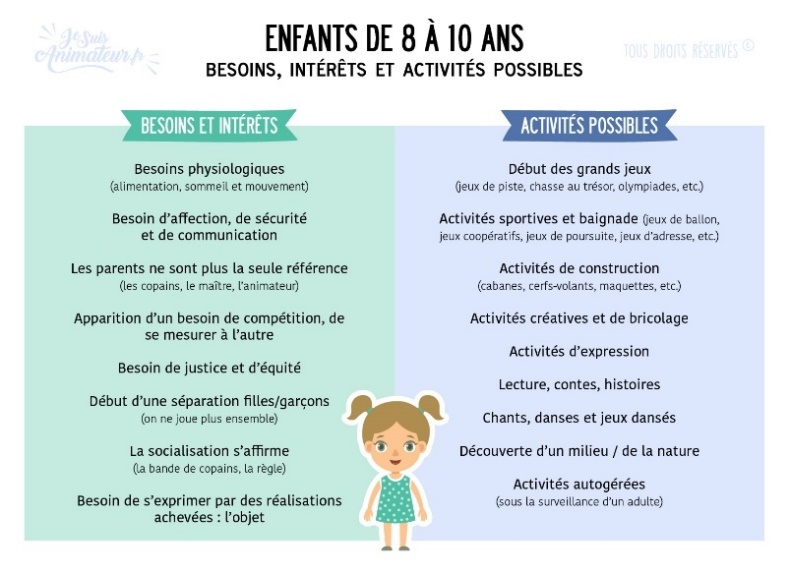 Je Suis
Animateur.fr
ENFANTS DE 8 À 10 ANS
BESOINS, INTÉRÊTS ET ACTIVITÉS POSSIBLES
TOUS DROITS RÉSERVÉS ©
BESOINS ET INTÉRÊTS
Besoins physiologiques
(alimentation, sommeil et mouvement)
Besoin d'affection, de sécurité
et de communication
Les parents ne sont plus la seule référence
(les copains, le maître, l'animateur)
Apparition d'un besoin de compétition, de
se mesurer à l'autre
Besoin de justice et d'équité
Début d'une séparation filles/garçons
(on ne joue plus ensemble)
La socialisation s'affirme
(la bande de copains, la règle)
Besoin de s'exprimer par des réalisations
achevées : l'objet
ACTIVITÉS POSSIBLES
Début des grands jeux
(jeux de piste, chasse au trésor, olympiades, etc.)
Activités sportives et baignade (jeux de ballon,
jeux coopératifs, jeux de poursuite, jeux d'adresse, etc.)
Activités de construction
(cabanes, cerfs-volants, maquettes, etc.)
Activités créatives et de bricolage
Activités d'expression
Lecture, contes, histoires
Chants, danses et jeux dansés
Découverte d'un milieu / de la nature
Activités autogérées
(sous la surveillance d'un adulte)